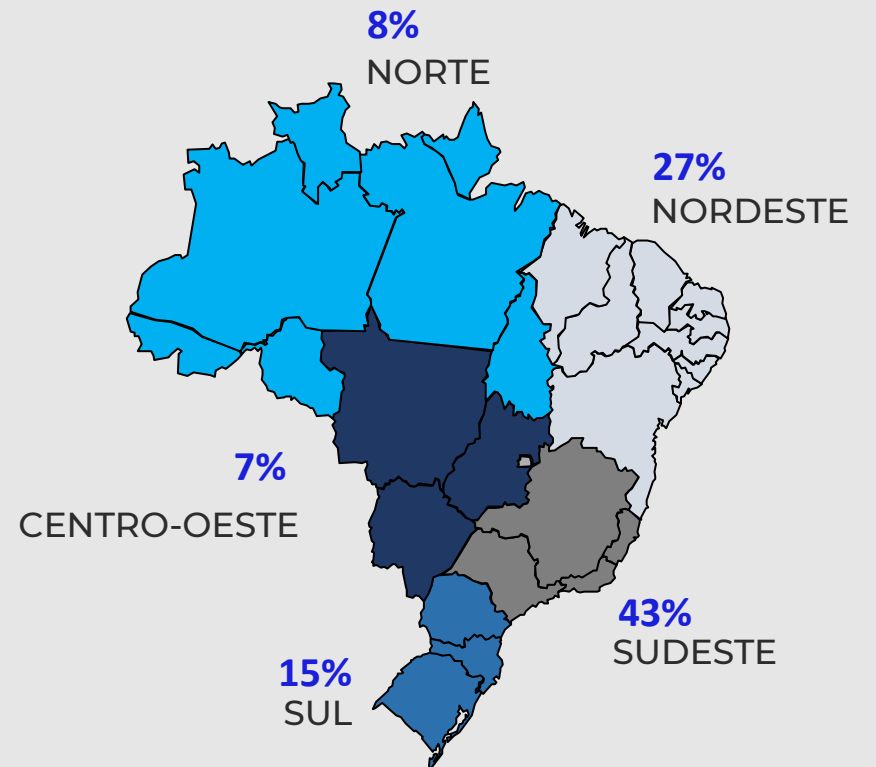 8%
NORTE
27%
NORDESTE
7%
CENTRO-OESTE
43%
SUDESTE
15%
SUL